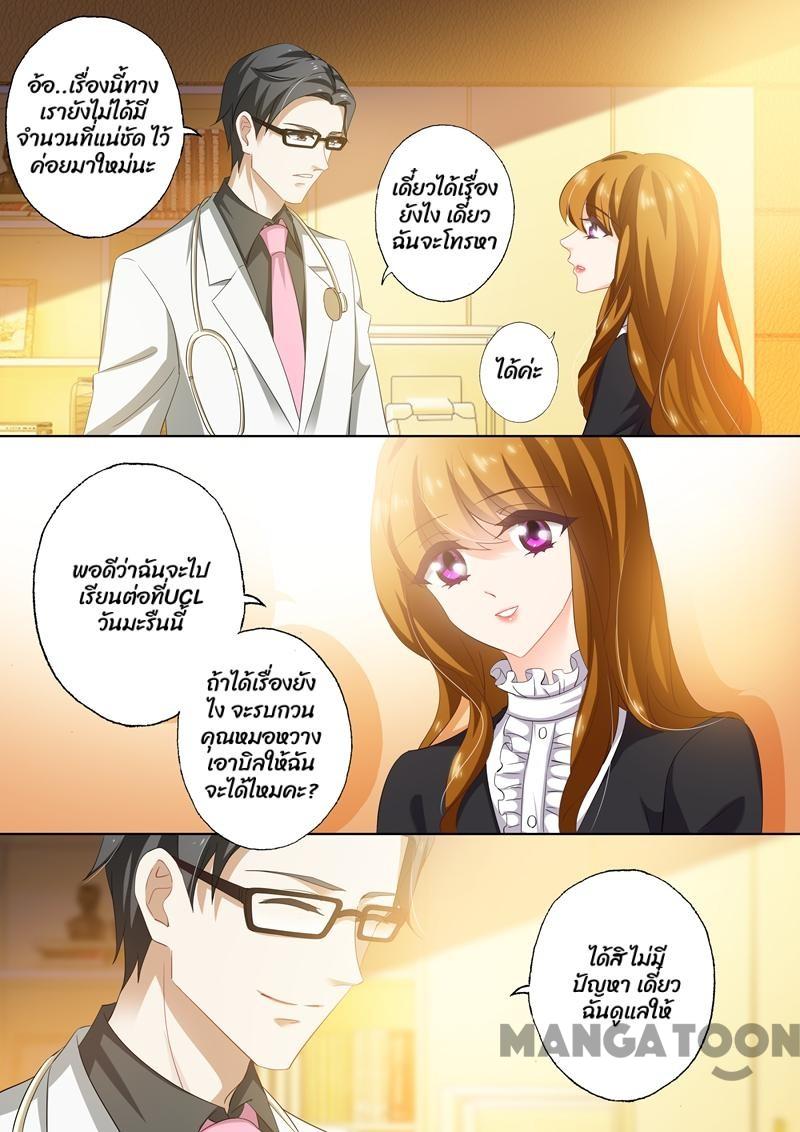 อ้อ..เรื่องนี้ทาง
เรายังไม่ได้มี
จำนวนที่แน่ชัด ไว้
ค่อยมาใหม่นะ
เดี๋ยวได้เรื่อง
ยังไง เดี๋ยว
ฉันจะโทรหา
ได้ค่ะ
พอดีว่าฉันจะไป
เรียนต่อที่UCL
วันมะรืนนี้
ถ้าได้เรื่องยัง
ไง จะรบกวน
คุณหมอหวาง
เอาบิลให้ฉัน
จะได้ไหมคะ?
ได้สิ ไม่มี
ปัญหา เดี๋ยว
ฉันดูแลให้
MANGATOON